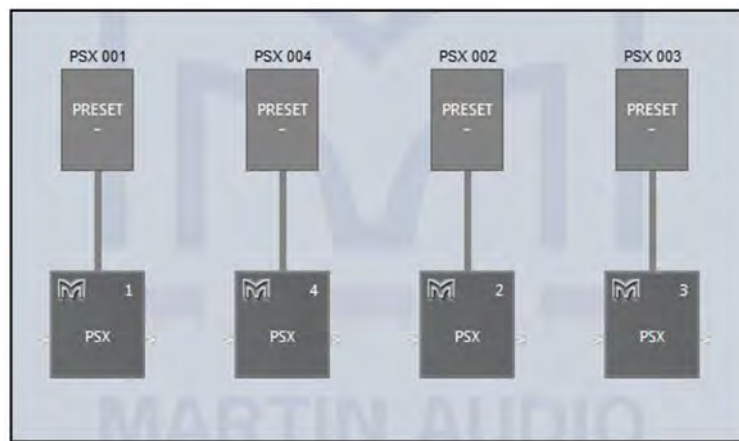 PSX 001 PSX 004 PSX 002 PSX 003
PRESET PRESET PRESET PRESET
- - - -
1 4 2 3
PSX PSX PSX PSX
MARTIN AUDIO